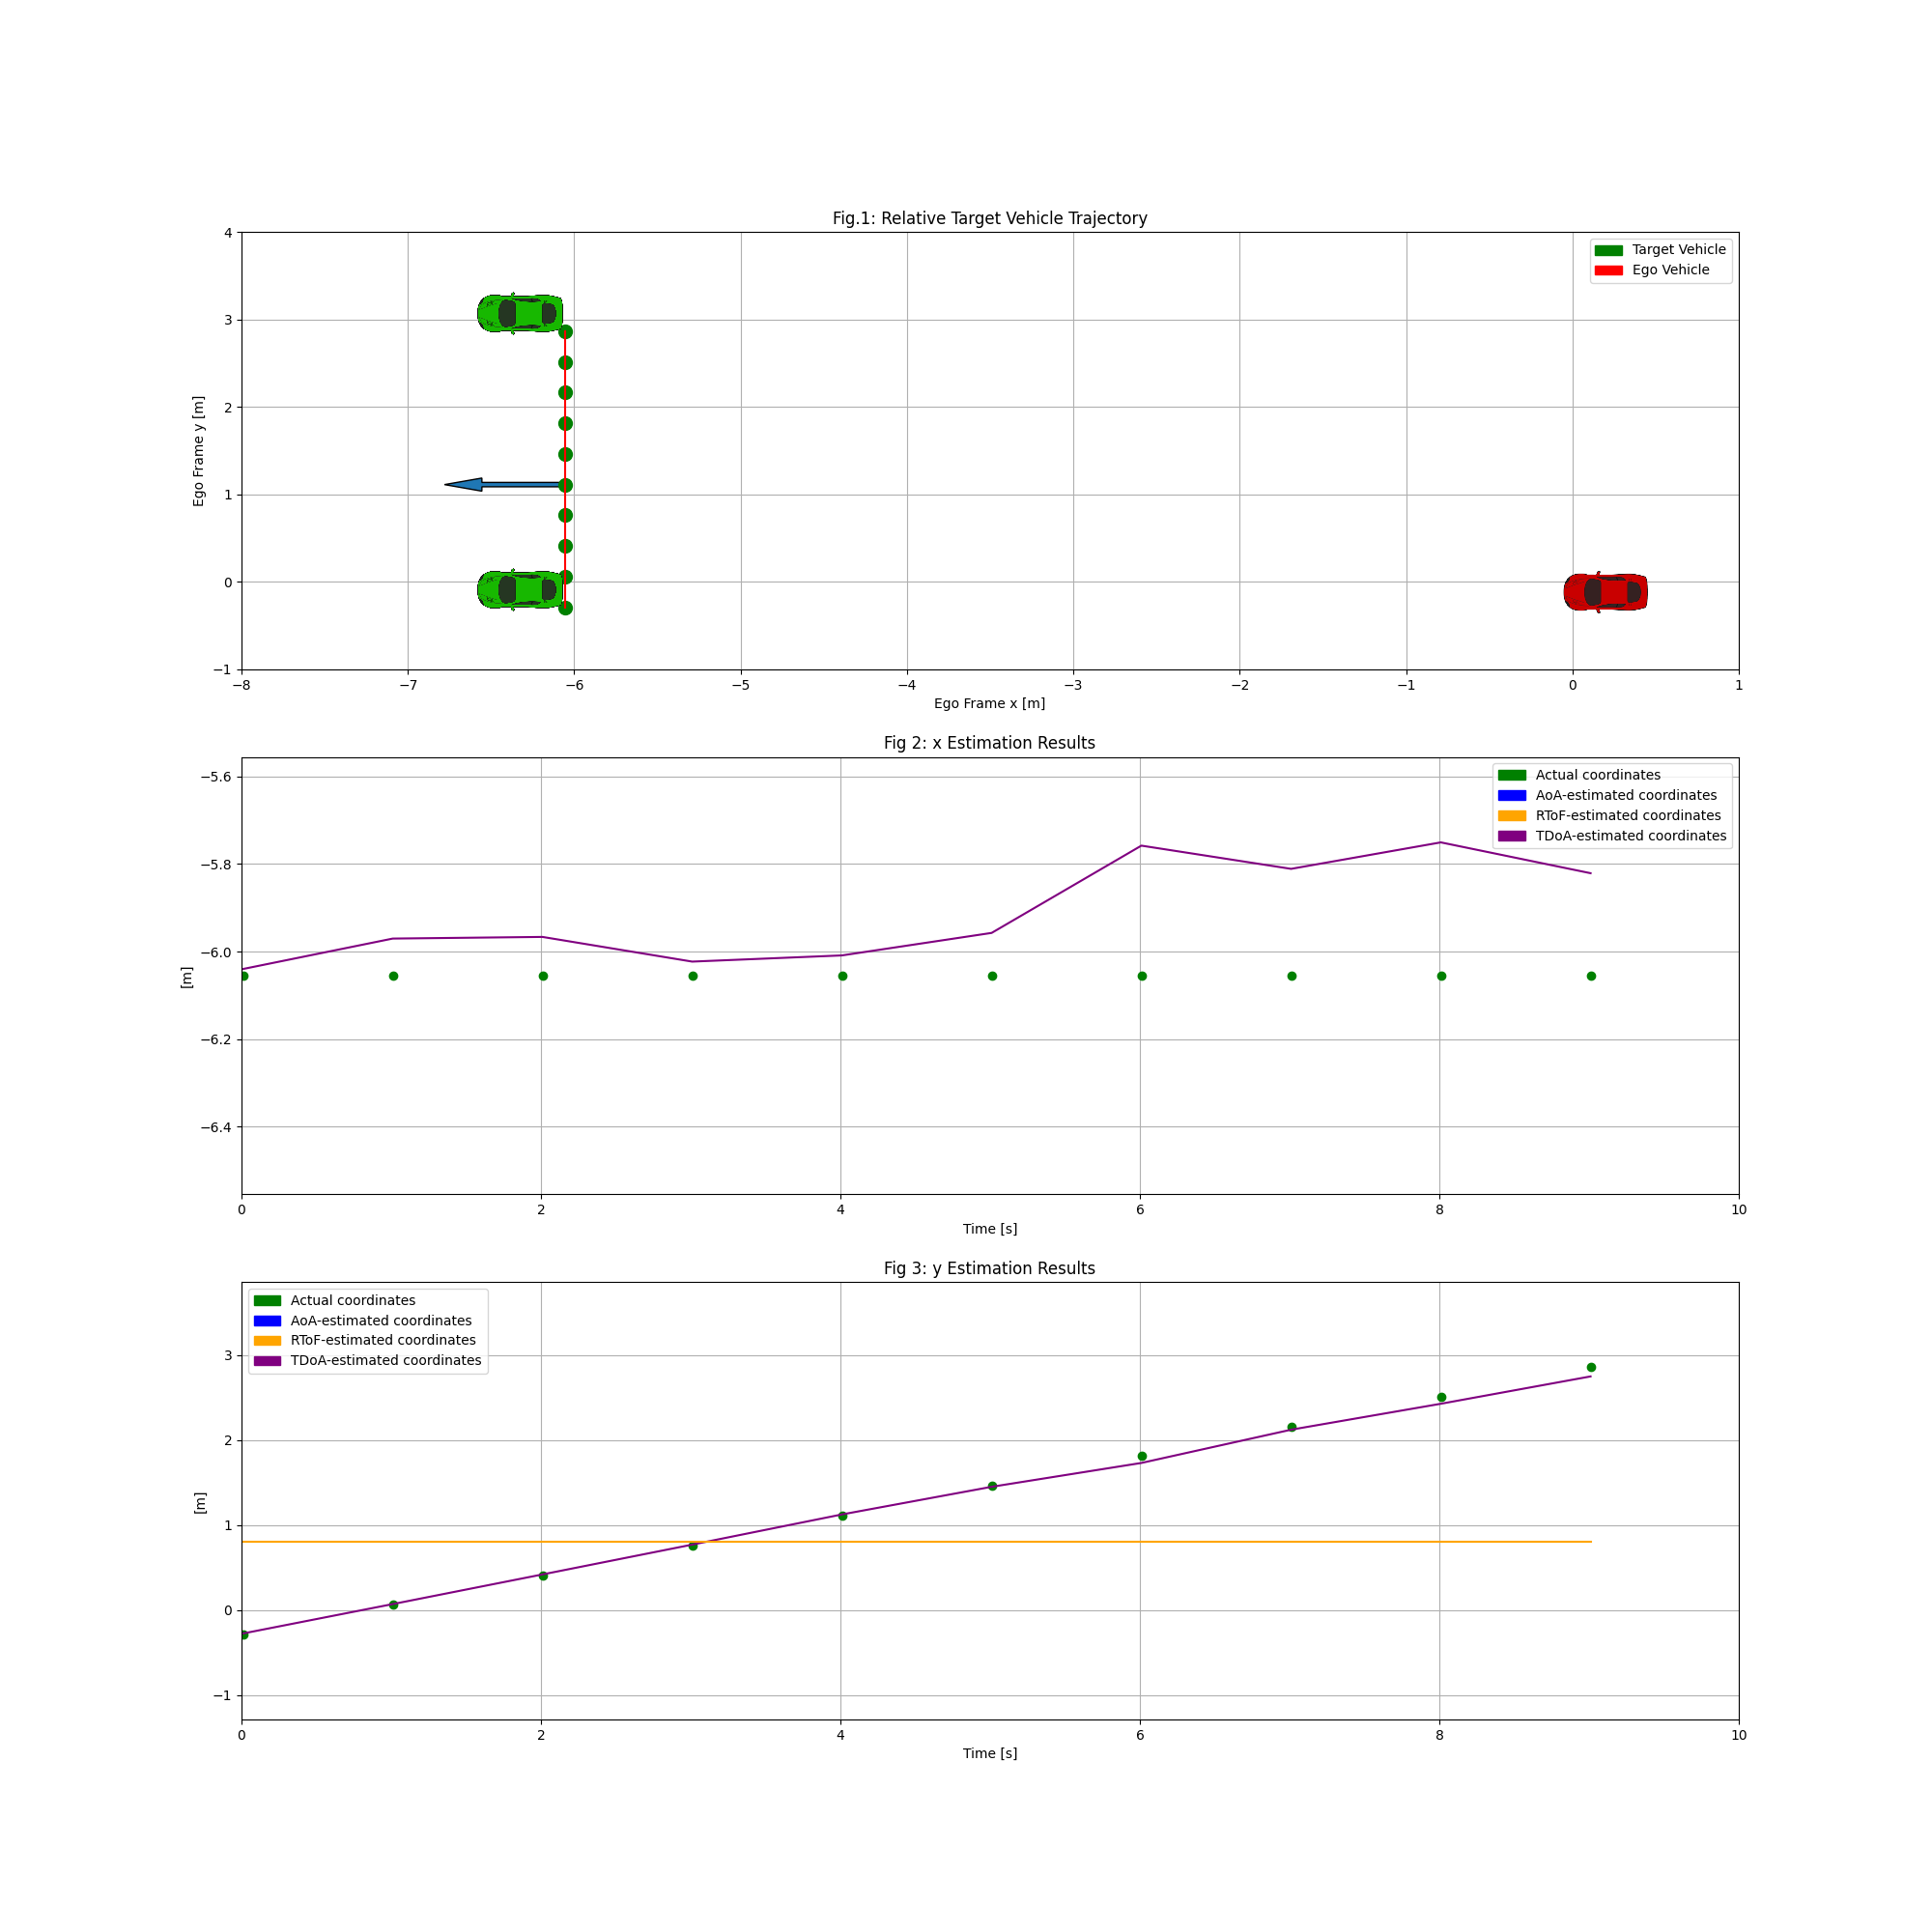 Fig.1: Relative Target Vehicle Trajectory
4
3
2
1
0
−1
Ego Frame y [m]
Target Vehicle
Ego Vehicle
−8 −7 −6 −5 −4 −3 −2 −1 0 1
Ego Frame x [m]
Fig 2: x Estimation Results
−5.6
−5.8
−6.0
−6.2
−6.4
[m]
Actual coordinates
AoA-estimated coordinates
RToF-estimated coordinates
TDoA-estimated coordinates
0 2 4 6 8 10
Time [s]
Fig 3: y Estimation Results
Actual coordinates
AoA-estimated coordinates
RToF-estimated coordinates
TDoA-estimated coordinates
3
2
1
0
−1
[m]
0 2 4 6 8 10
Time [s]